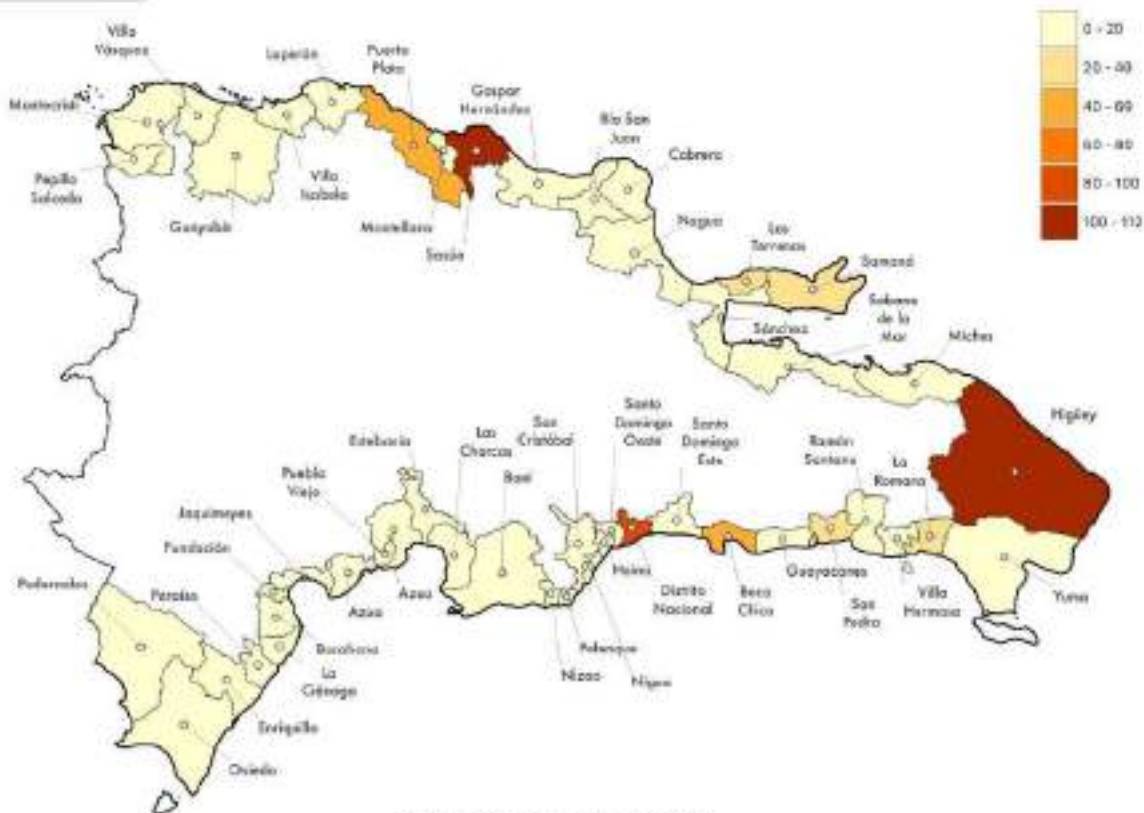 Villa
Vásquez
Luperón
Puerto
Plata
Gaspar
Hernández
Río San
Juan
Cabrera
Montecristi
Pepillo
Salcedo
Guayubín
Villa
Isabela
Montellano
Sosúa
Nagua
Las
Terrenas
Samaná
Sabana
de la
Mar
Sánchez
Miches
Higüey
0 - 20
20 - 40
40 - 60
60 - 80
80 - 100
100 - 112
Estebanía
Las
Charcas
San
Cristóbal
Santo
Domingo
Oeste
Santo
Domingo
Este
Ramón
Santana
La
Romana
Pueblo
Viejo
Baní
Jaquimeyes
Fundación
Pedernales
Paraíso
Azua
Azua
Haina
Distrito
Nacional
Boca
Chica
Guayacanes
San
Pedro
Villa
Hermosa
Yuma
Barahona
La
Ciénaga
Palenque
Nizao
Nigua
Enriquillo
Oviedo